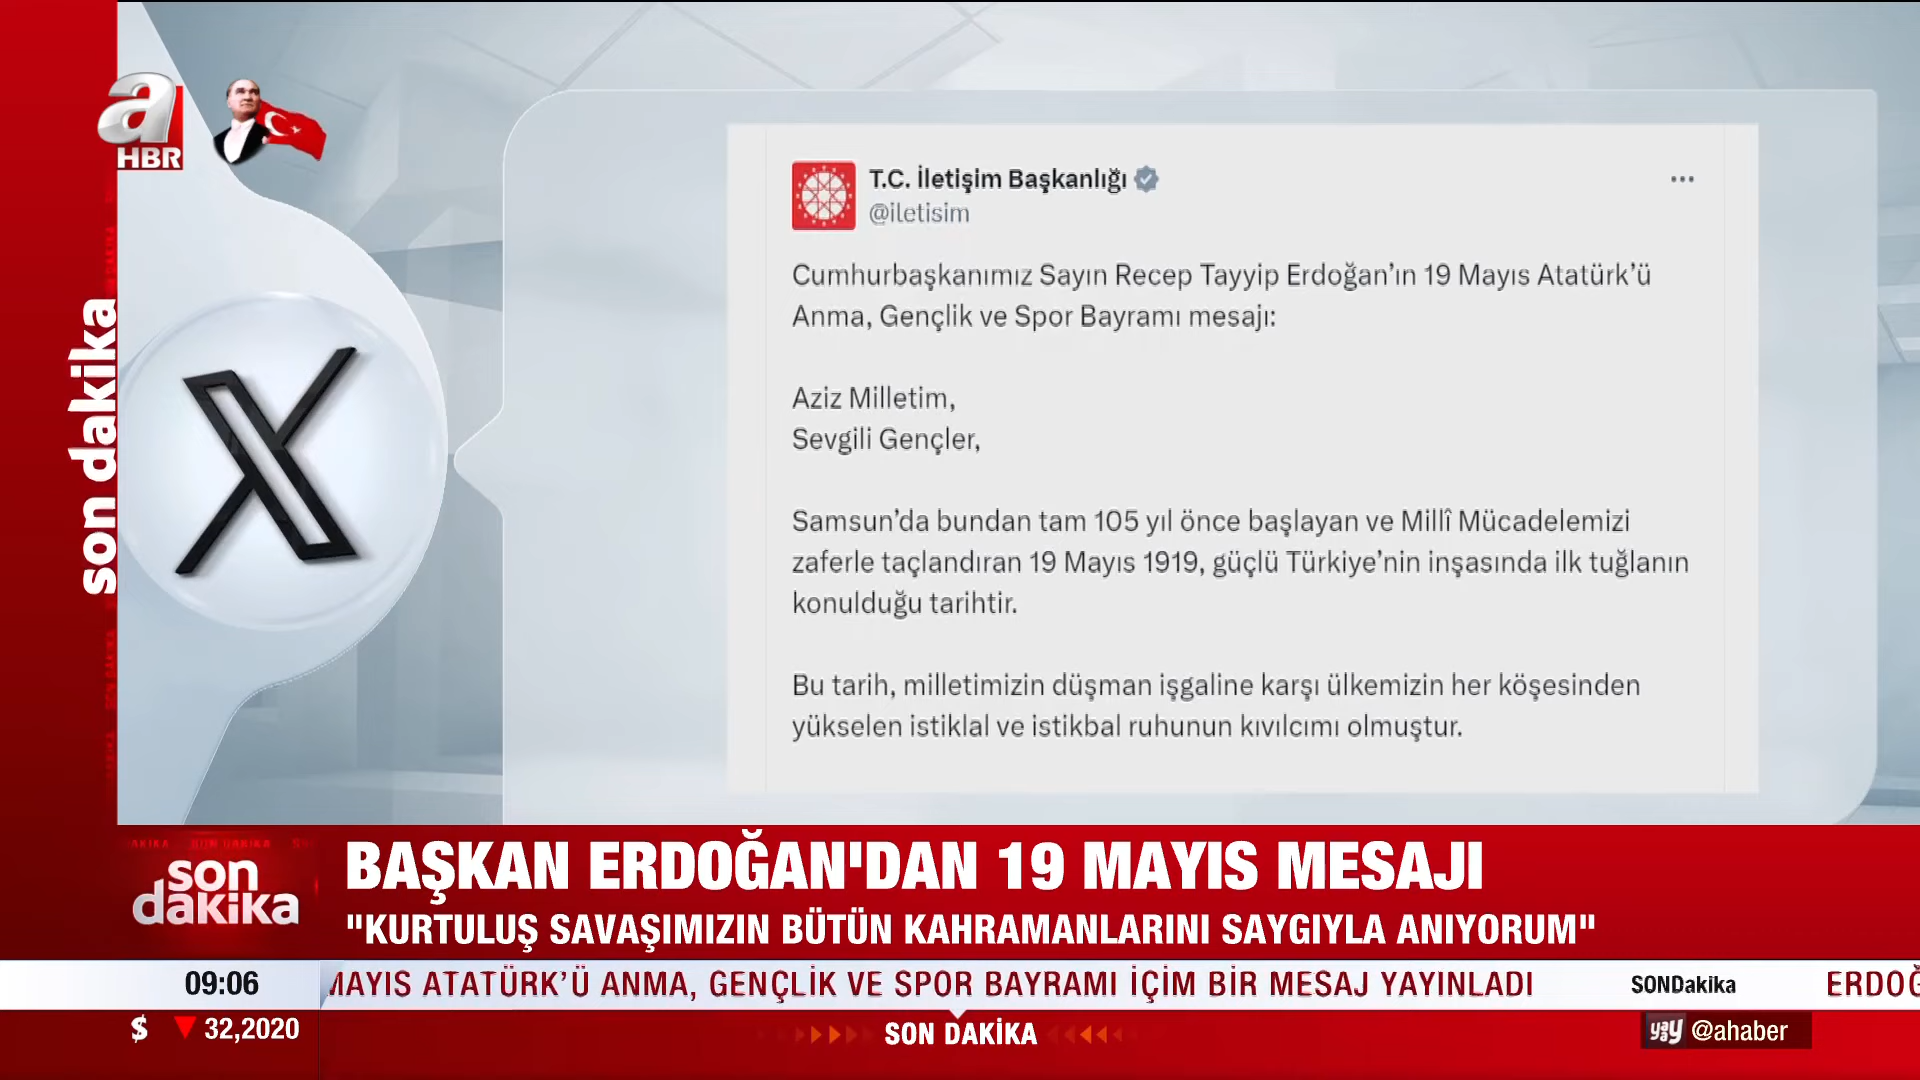 a
HBR
son dakika
T.C. İletişim Başkanlığı
@iletisim
Cumhurbaşkanımız Sayın Recep Tayyip Erdoğan’ın 19 Mayıs Atatürk’ü
Anma, Gençlik ve Spor Bayramı mesajı:
Aziz Milletim,
Sevgili Gençler,
Samsun’da bundan tam 105 yıl önce başlayan ve Millî Mücadelemizi
zaferle taçlandıran 19 Mayıs 1919, güçlü Türkiye’nin inşasında ilk tuğlanın
konulduğu tarihtir.
Bu tarih, milletimizin düşman işgaline karşı ülkemizin her köşesinden
yükselen istiklal ve istikbal ruhunun kıvılcımı olmuştur.
son
dakika
BAŞKAN ERDOĞAN'DAN 19 MAYIS MESAJI
"KURTULUŞ SAVAŞIMIZIN BÜTÜN KAHRAMANLARINI SAYGIYLA ANIYORUM"
09:06
MAYIS ATATÜRK’Ü ANMA, GENÇLİK VE SPOR BAYRAMI İÇİM BİR MESAJ YAYINLADI
SONDakika
ERDOĞ
$ 32,2020
SON DAKİKA
yaay @ahaber